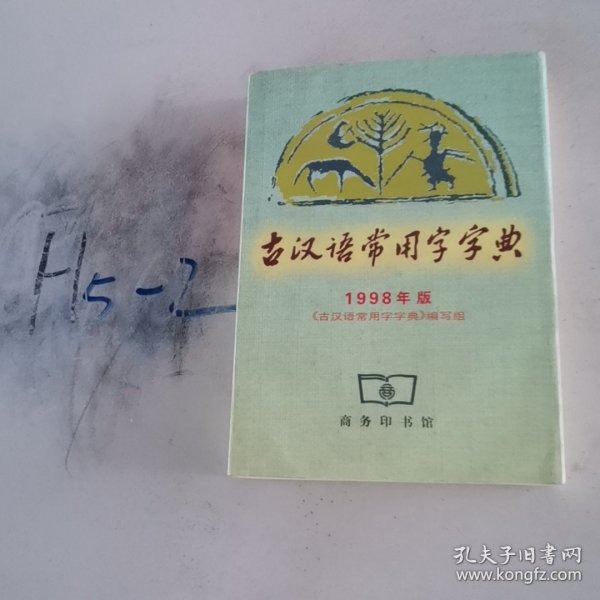 古汉语常用字字典
1998年版
《古汉语常用字字典》编写组
商务印书馆
H5-2
孔夫子旧书网
www.kongfz.com